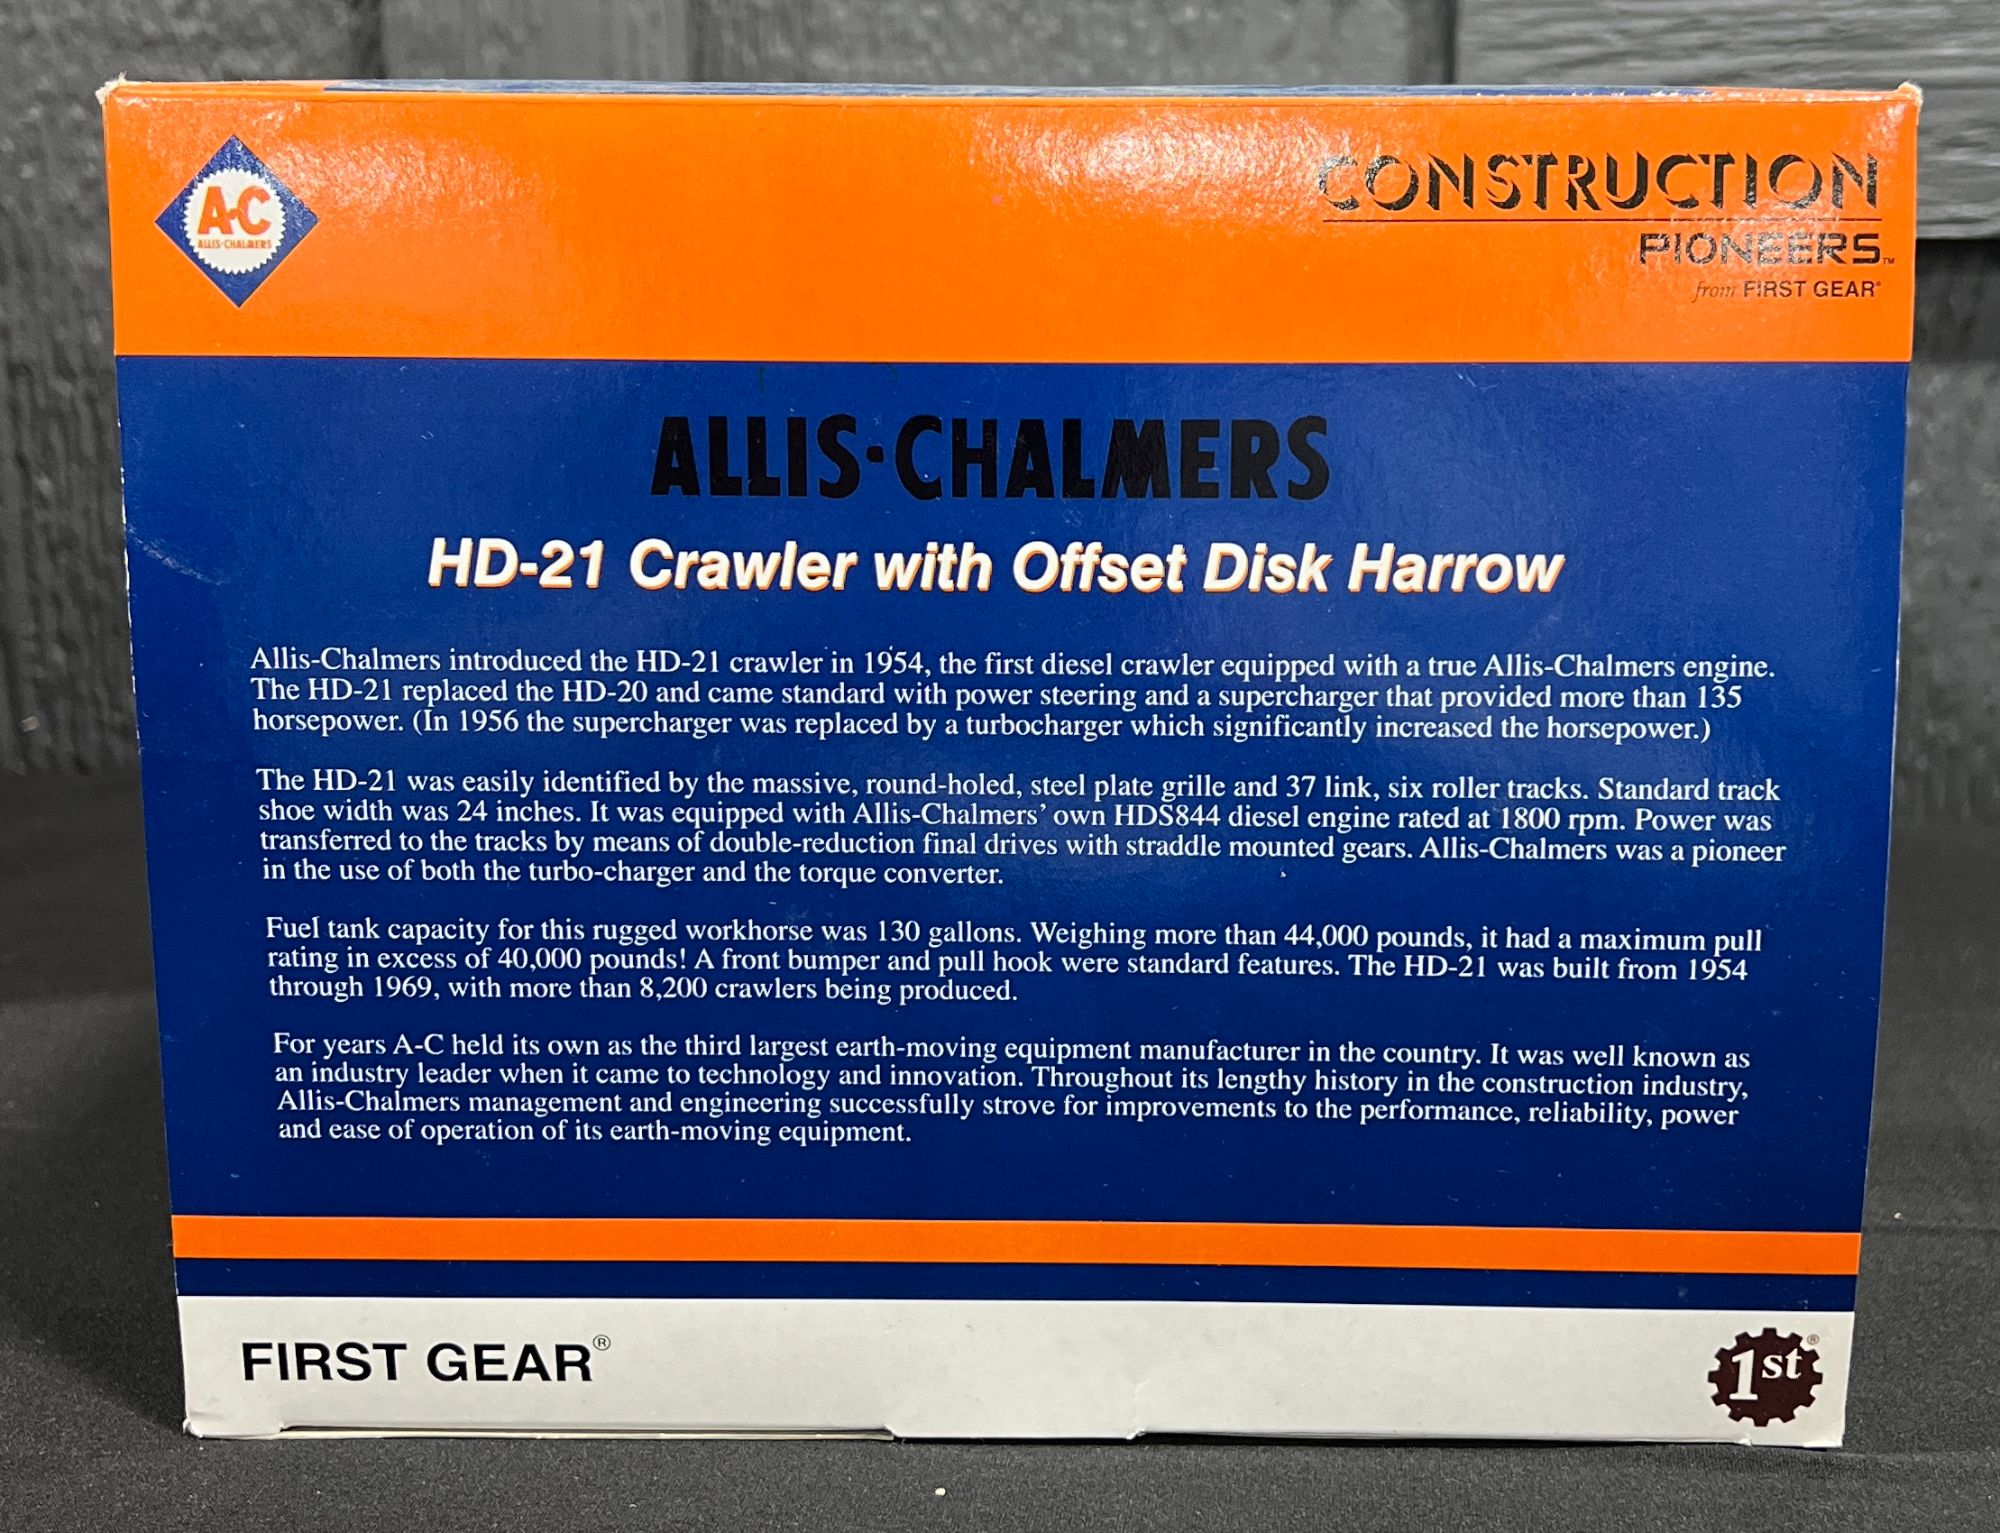 A-C
ALLIS-CHALMERS
CONSTRUCTION
PIONEERS™
from FIRST GEAR®
ALLIS-CHALMERS
HD-21 Crawler with Offset Disk Harrow
Allis-Chalmers introduced the HD-21 crawler in 1954, the first diesel crawler equipped with a true Allis-Chalmers engine.
The HD-21 replaced the HD-20 and came standard with power steering and a supercharger that provided more than 135
horsepower. (In 1956 the supercharger was replaced by a turbocharger which significantly increased the horsepower.)
The HD-21 was easily identified by the massive, round-holed, steel plate grille and 37 link, six roller tracks. Standard track
shoe width was 24 inches. It was equipped with Allis-Chalmers' own HDS844 diesel engine rated at 1800 rpm. Power was
transferred to the tracks by means of double-reduction final drives with straddle mounted gears. Allis-Chalmers was a pioneer
in the use of both the turbo-charger and the torque converter.
Fuel tank capacity for this rugged workhorse was 130 gallons. Weighing more than 44,000 pounds, it had a maximum pull
rating in excess of 40,000 pounds! A front bumper and pull hook were standard features. The HD-21 was built from 1954
through 1969, with more than 8,200 crawlers being produced.
For years A-C held its own as the third largest earth-moving equipment manufacturer in the country. It was well known as
an industry leader when it came to technology and innovation. Throughout its lengthy history in the construction industry,
Allis-Chalmers management and engineering successfully strove for improvements to the performance, reliability, power
and ease of operation of its earth-moving equipment.
FIRST GEAR®
1st®